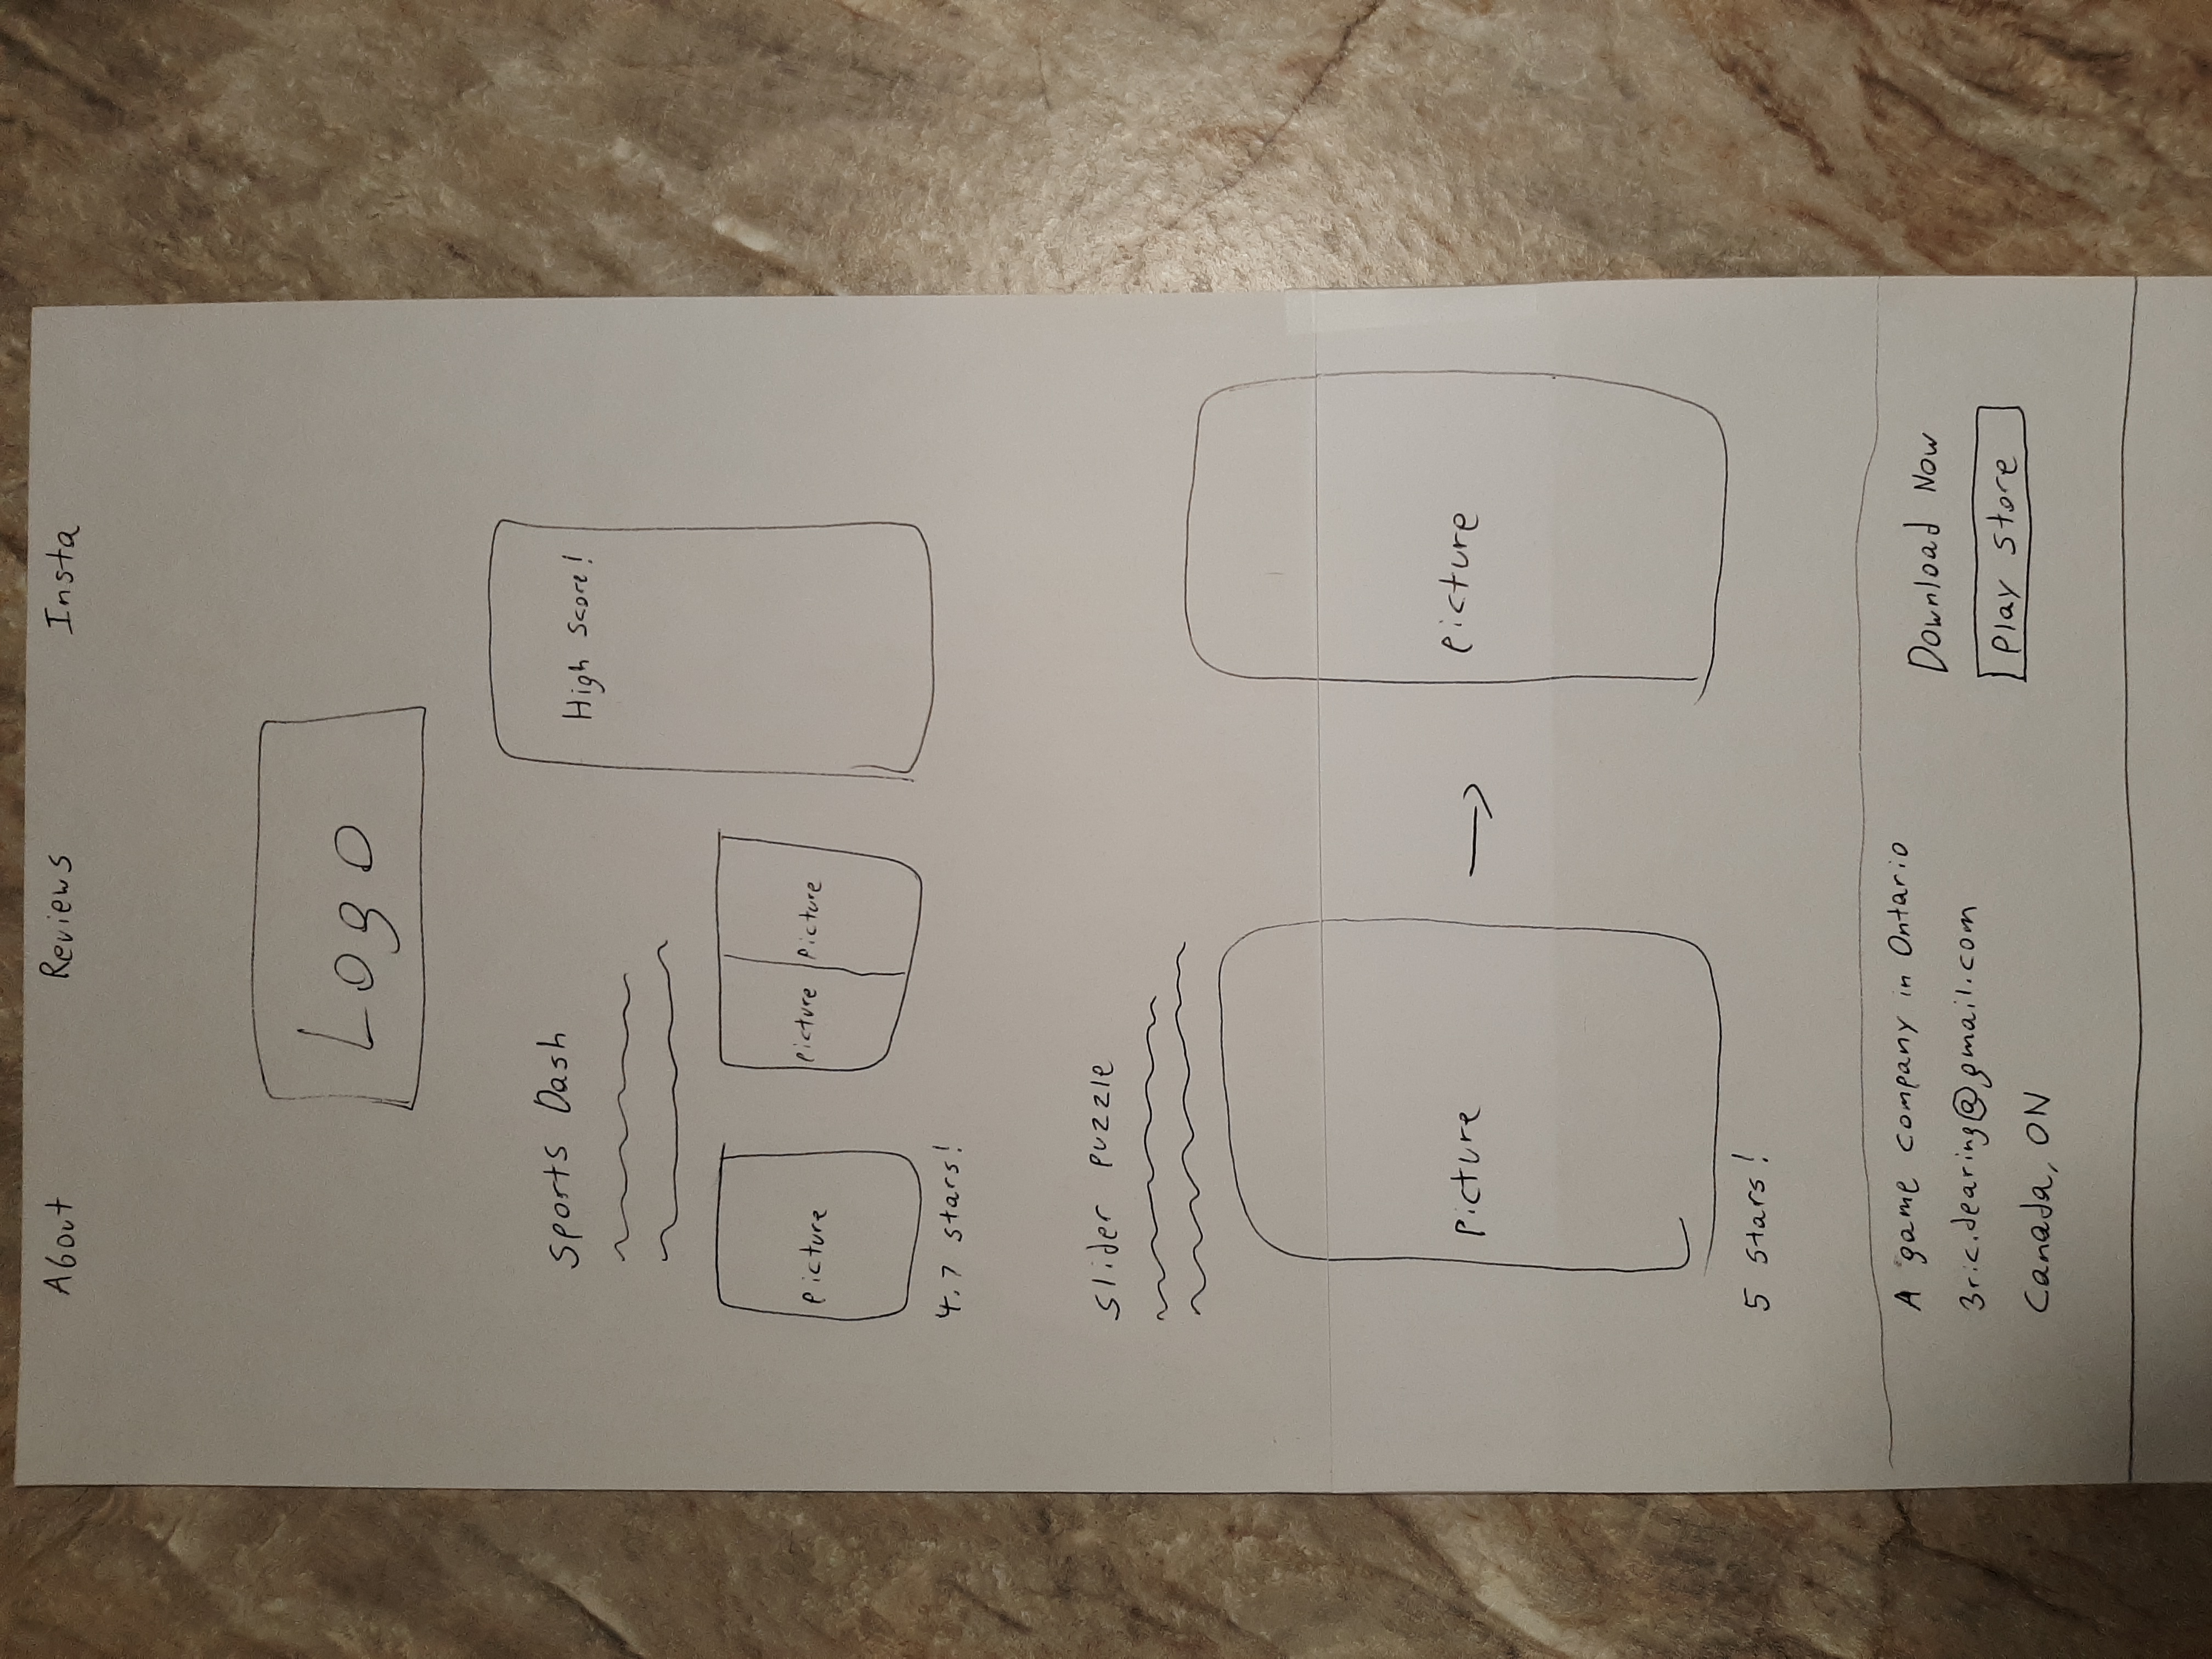 About Reviews Insta
Logo
Sports Dash
High Score!
Picture
Picture Picture
4.7 stars!
Slider Puzzle
Picture
Picture
5 Stars!
A game company in Ontario
Download Now
3ric.dearing@gmail.com
Play Store
Canada, ON